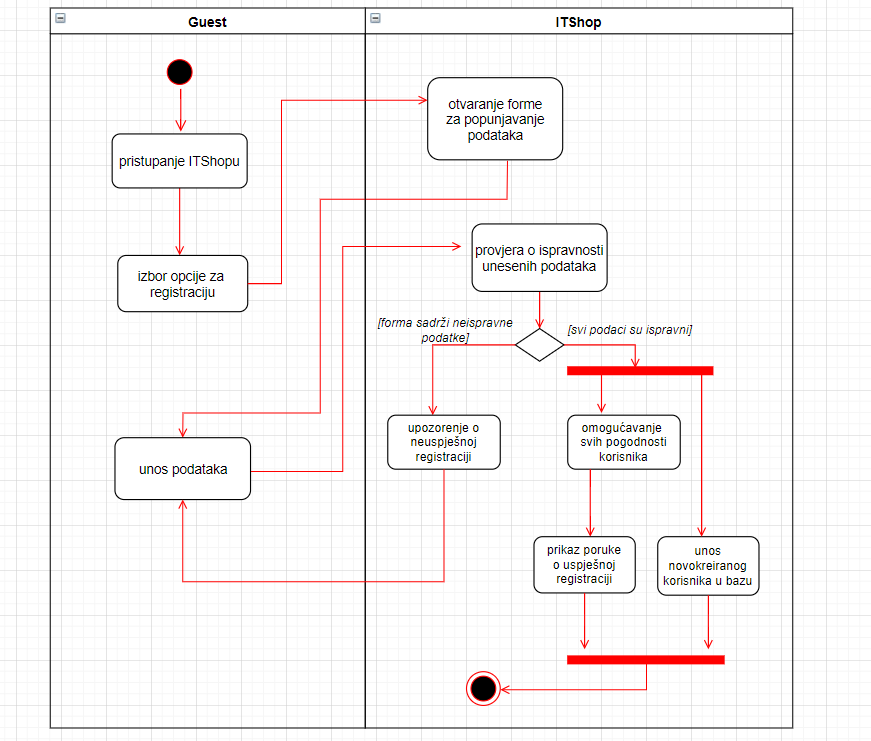 Guest
ITShop
pristupanje ITShopu
izbor opcije za
registraciju
otvaranje forme
za popunjavanje
podataka
unos podataka
provjera o ispravnosti
unesenih podataka
[forma sadrži neispravne
podatke]
[svi podaci su ispravni]
upozorenje o
neuspješnoj
registraciji
omogućavanje
svih pogodnosti
korisnika
prikaz poruke
o uspješnoj
registraciji
unos
novokreiranog
korisnika u bazu